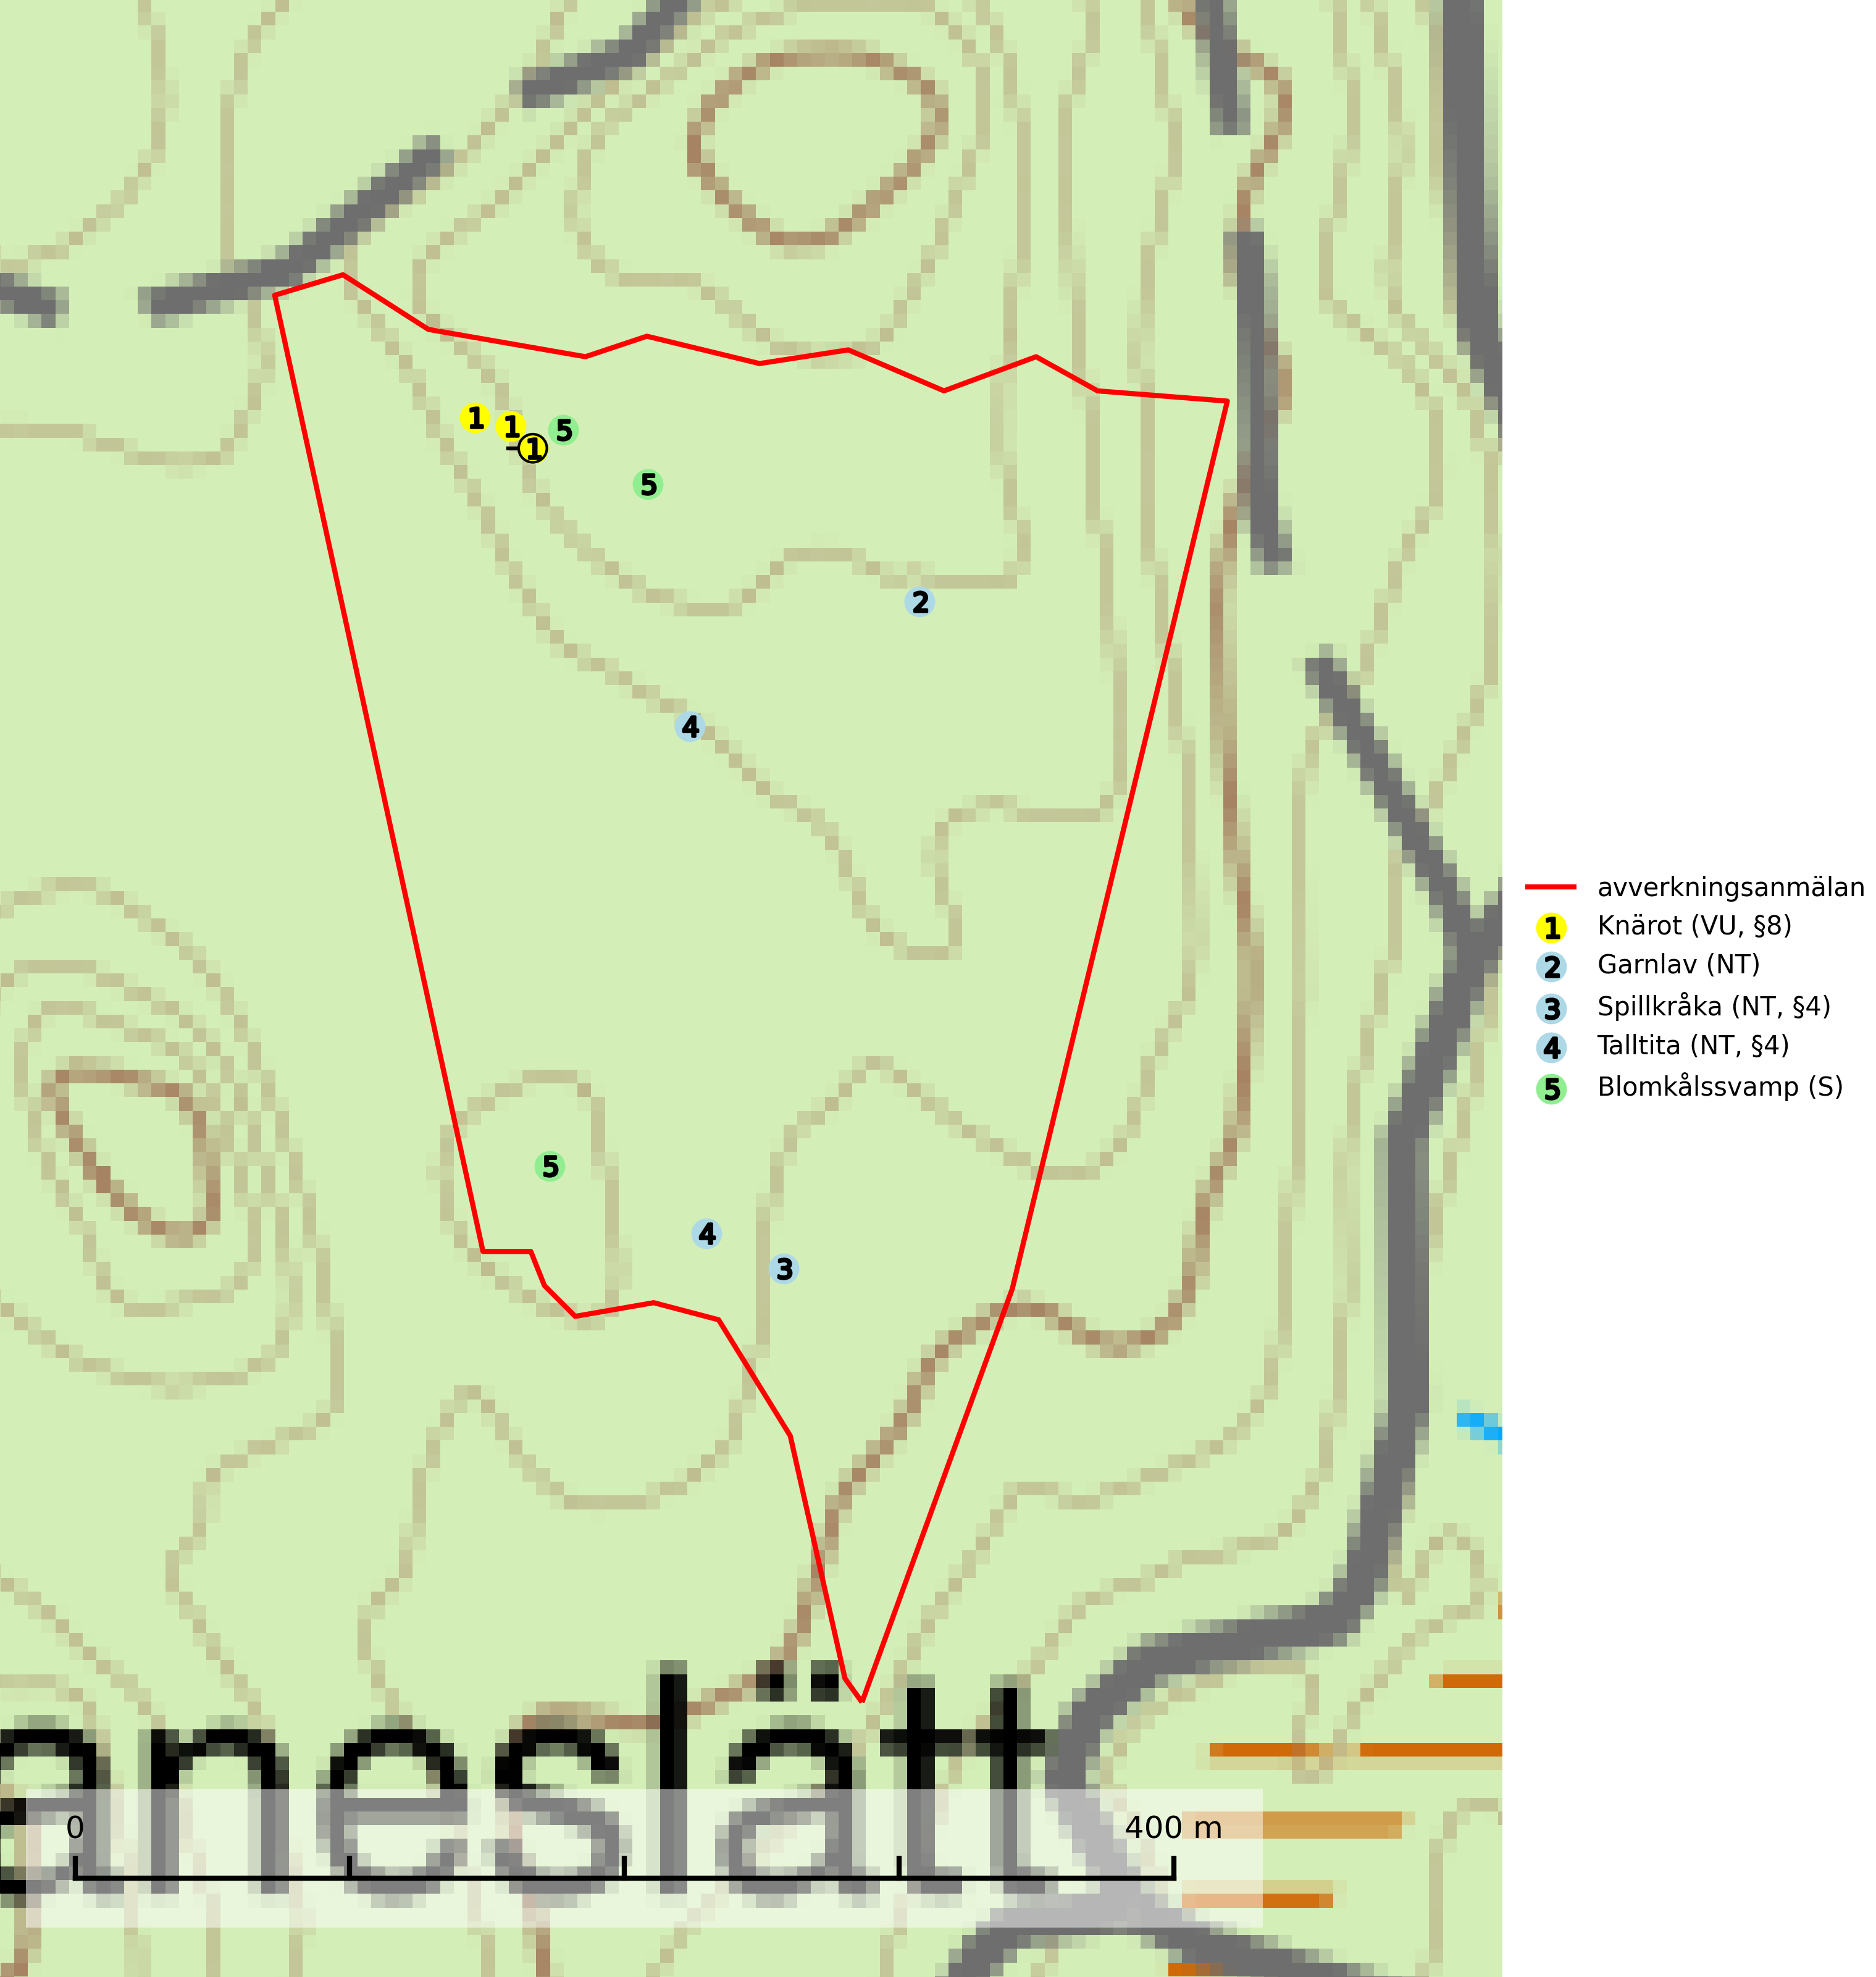 1
1
1
5
5
2
4
5
4
3
aneslätt
0
400 m
avverkningsanmälan
1 Knärot (VU, §8)
2 Garnlav (NT)
3 Spillkråka (NT, §4)
4 Talltita (NT, §4)
5 Blomkålssvamp (S)